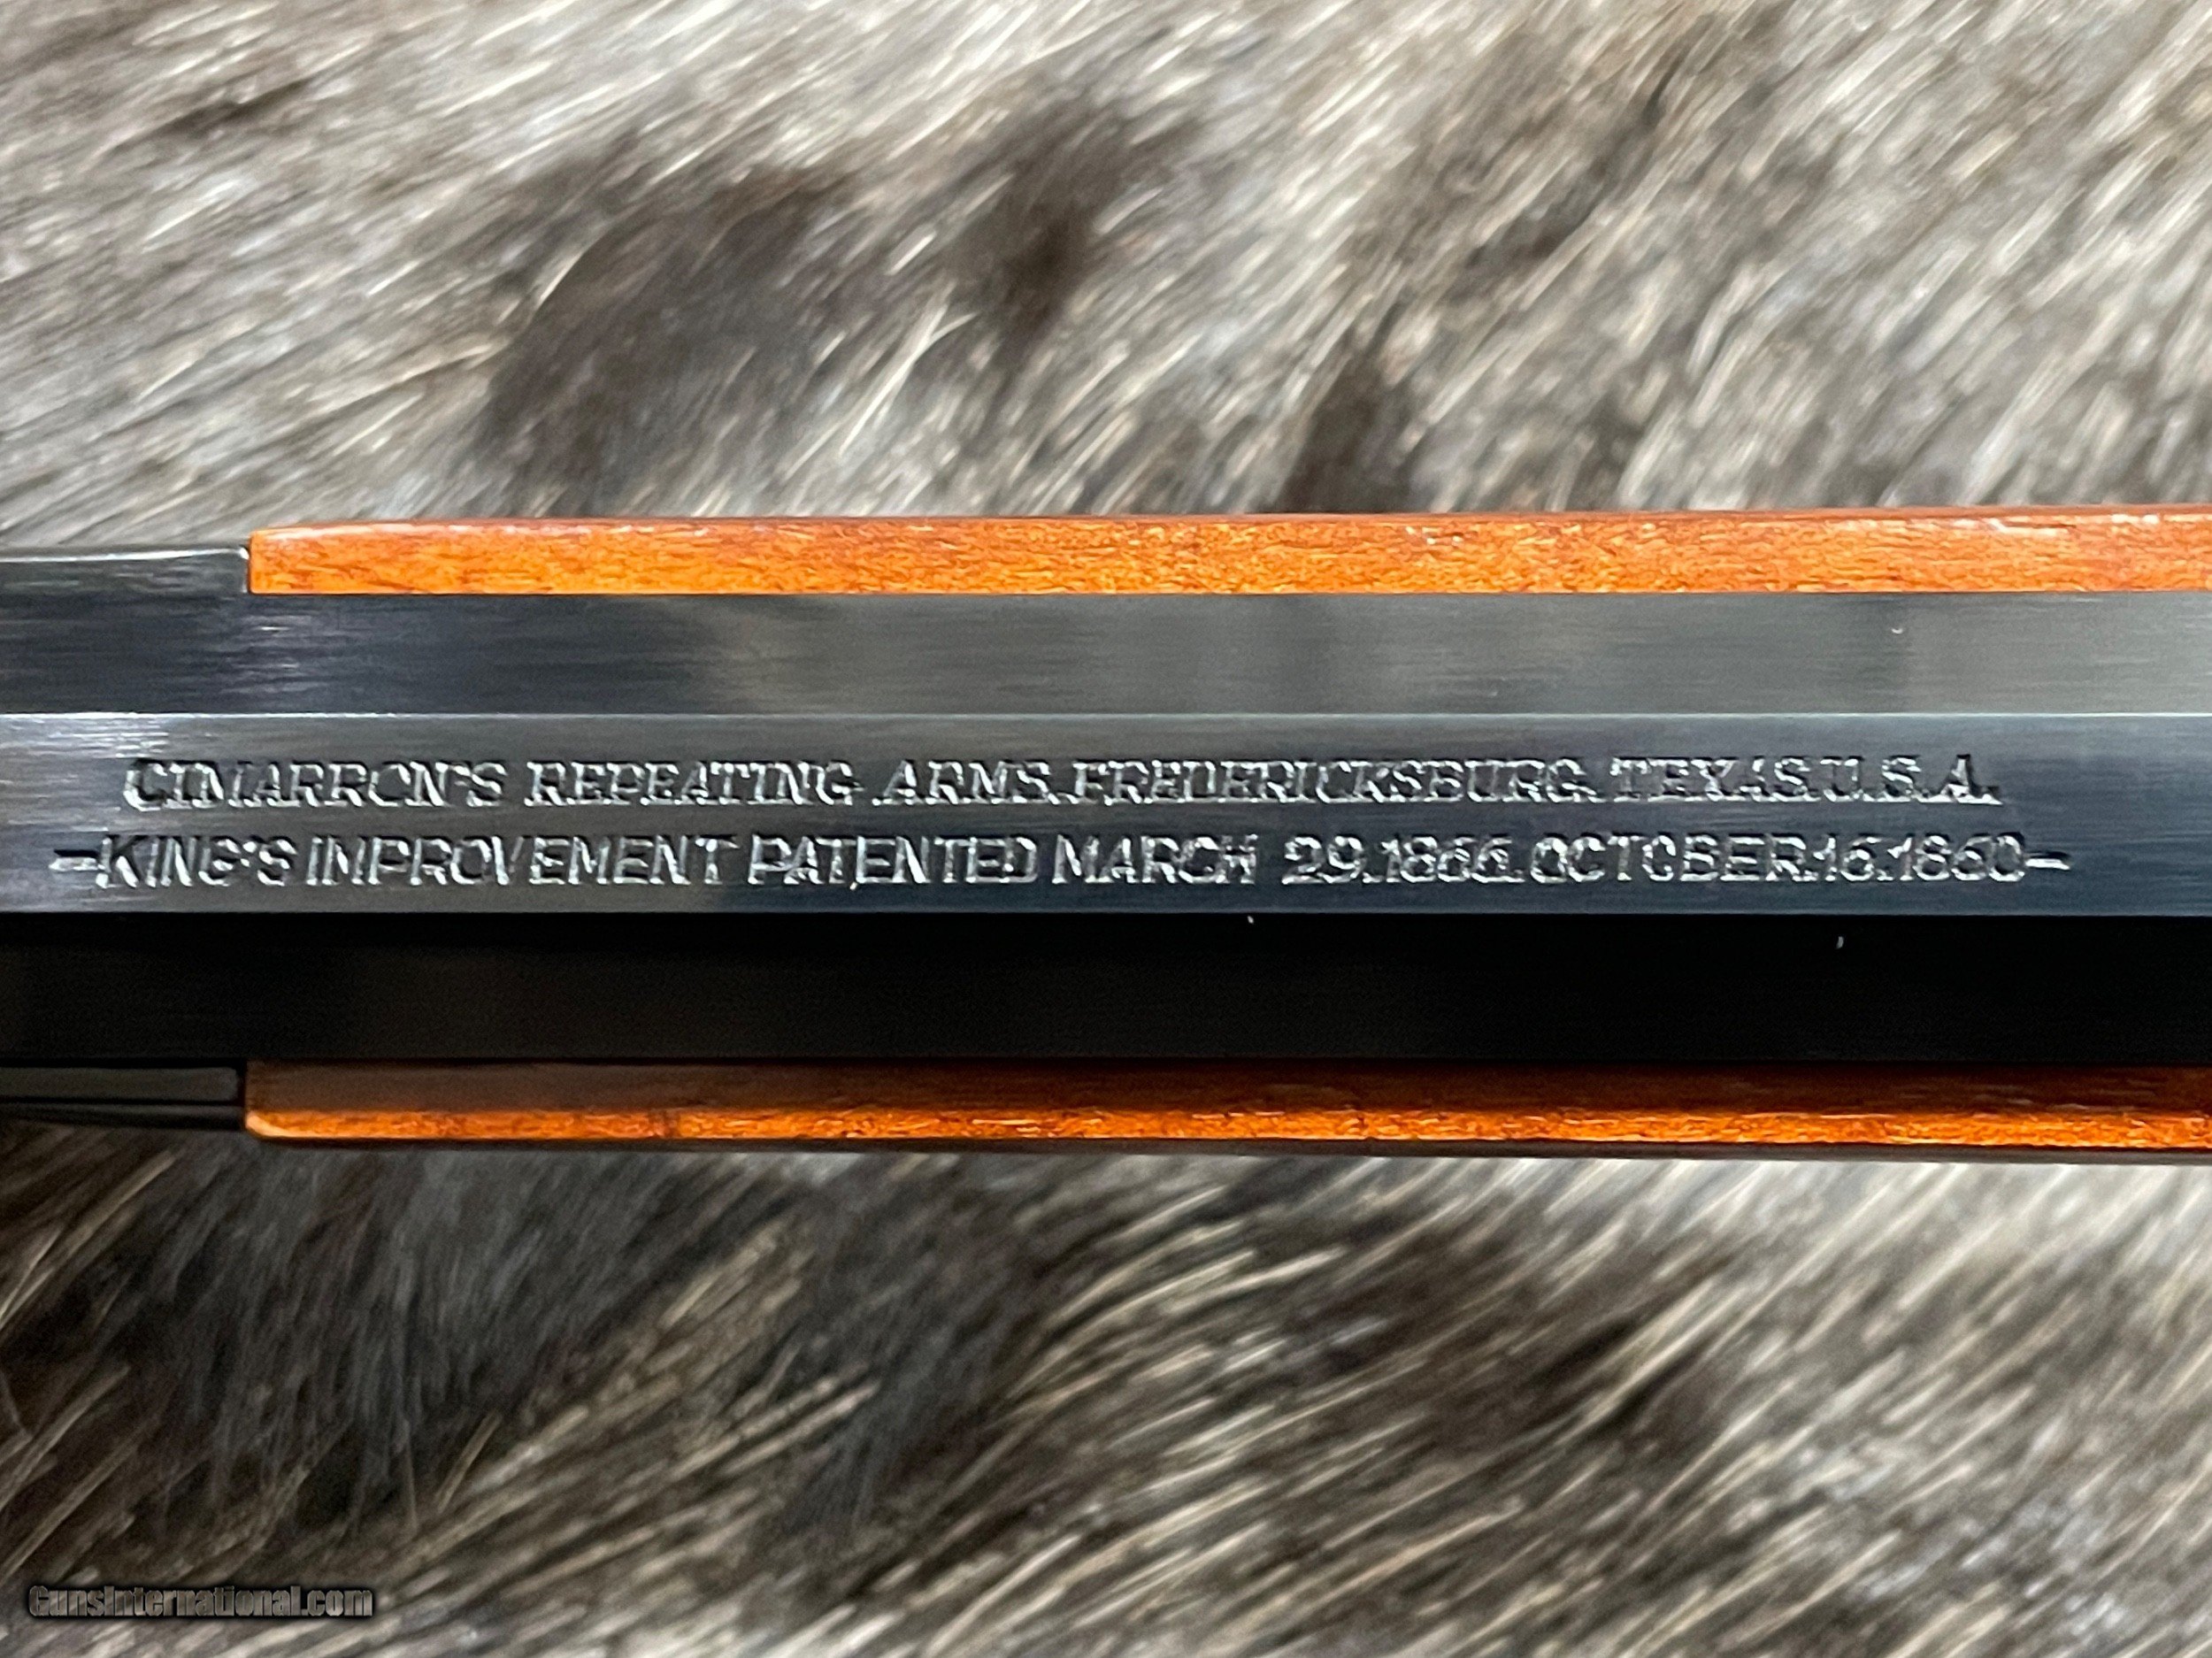 CIMARRON'S REPEATING ARMS. FREDERICKSBURG. TEXAS. U.S.A.
-KING'S IMPROVEMENT PATENTED MARCH 29.1866. OCTOBER.16.1860-
GunsInternational.com